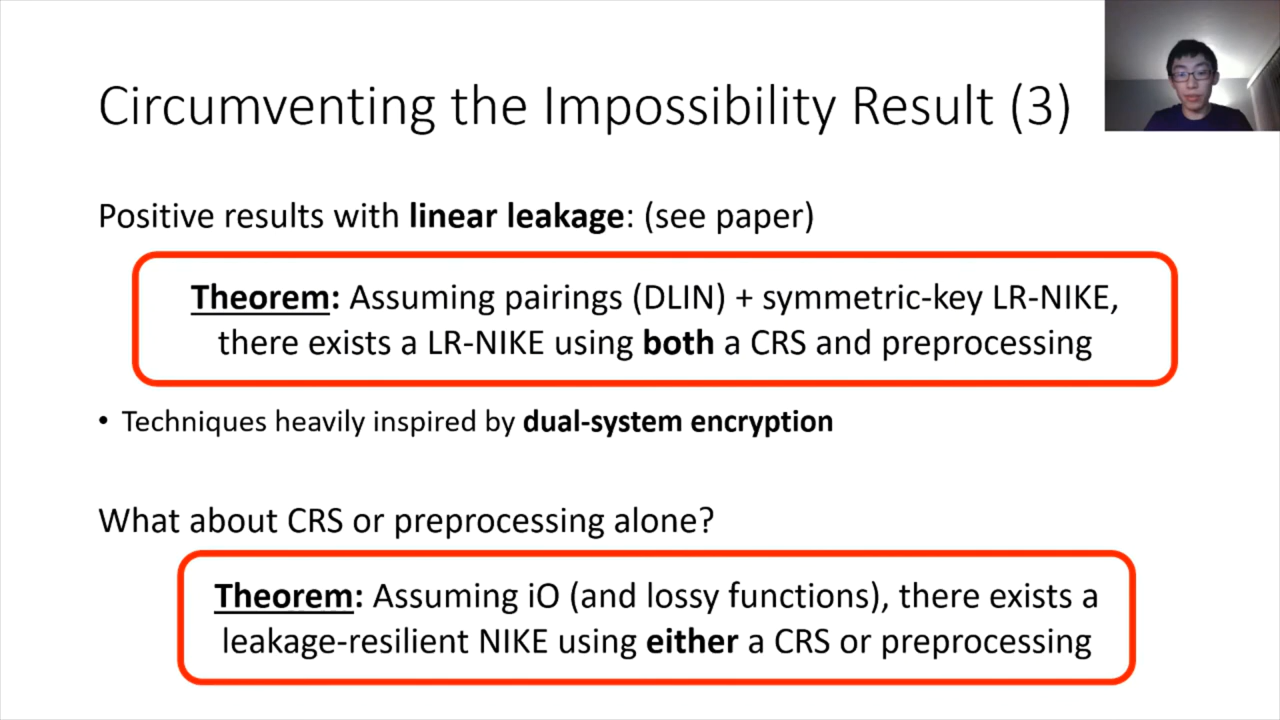 Circumventing the Impossibility Result (3)
Positive results with linear leakage: (see paper)
Theorem: Assuming pairings (DLIN) + symmetric-key LR-NIKE,
there exists a LR-NIKE using both a CRS and preprocessing
• Techniques heavily inspired by dual-system encryption
What about CRS or preprocessing alone?
Theorem: Assuming iO (and lossy functions), there exists a
leakage-resilient NIKE using either a CRS or preprocessing